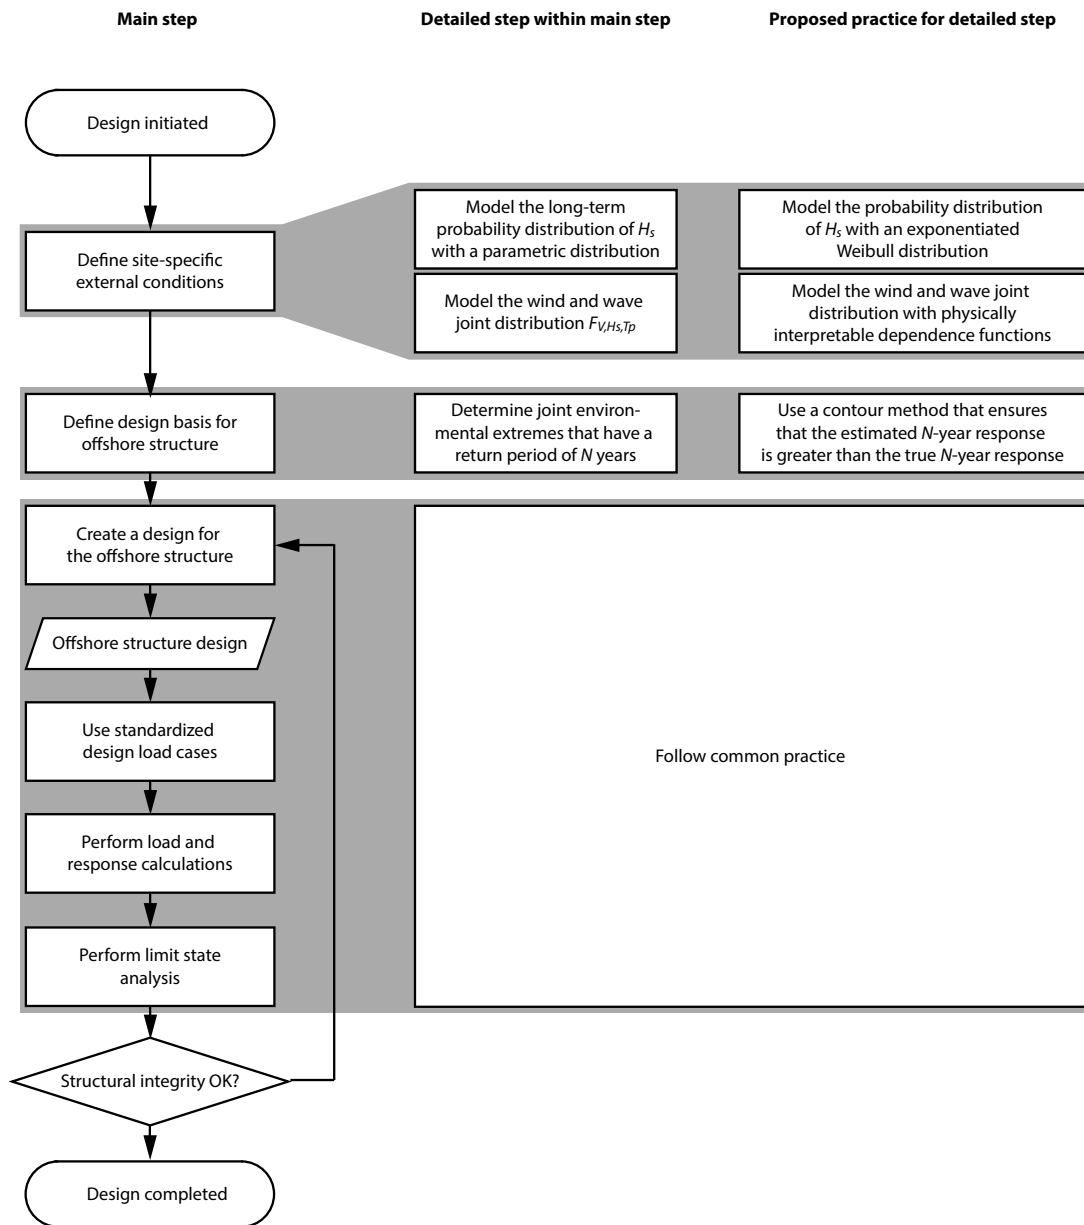 Main step
Detailed step within main step
Proposed practice for detailed step
Design initiated
Define site-specific
external conditions
Model the long-term
probability distribution of Hs
with a parametric distribution
Model the probability distribution
of Hs with an exponentiated
Weibull distribution
Model the wind and wave
joint distribution FV,Hs,Tp
Model the wind and wave joint
distribution with physically
interpretable dependence functions
Define design basis for
offshore structure
Determine joint environ-
mental extremes that have a
return period of N years
Use a contour method that ensures
that the estimated N-year response
is greater than the true N-year response
Create a design for
the offshore structure
Offshore structure design
Use standardized
design load cases
Follow common practice
Perform load and
response calculations
Perform limit state
analysis
Structural integrity OK?
Design completed